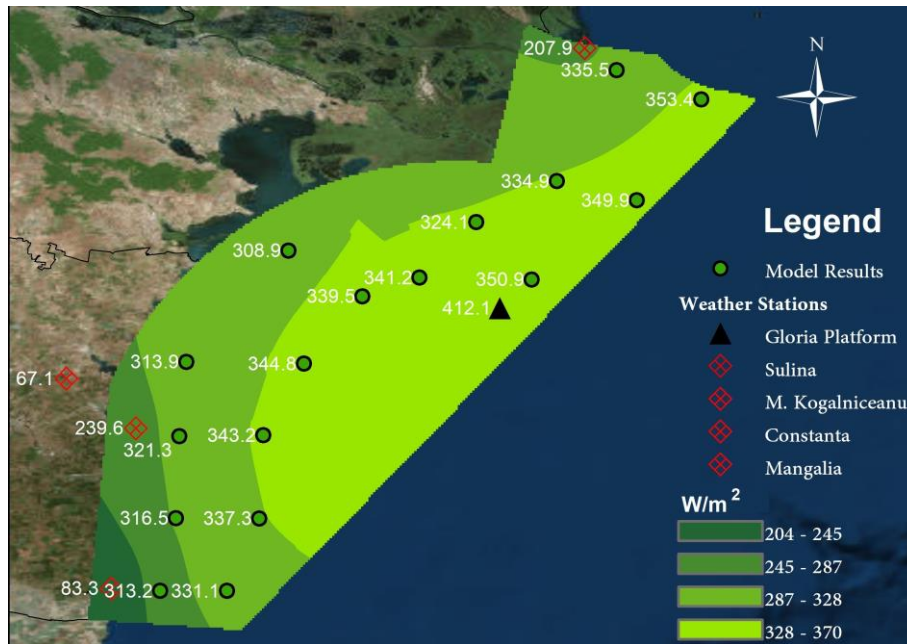 207.9
335.5
N
353.4
334.9
349.9
324.1
Legend
308.9
341.2
350.9
Model Results
339.5
412.1
Weather Stations
Gloria Platform
313.9
344.8
Sulina
67.1
M. Kogalniceanu
239.6
343.2
Constanta
321.3
Mangalia
W/m²
316.5
337.3
204 - 245
245 - 287
83.3
313.2
331.1
287 - 328
328 - 370